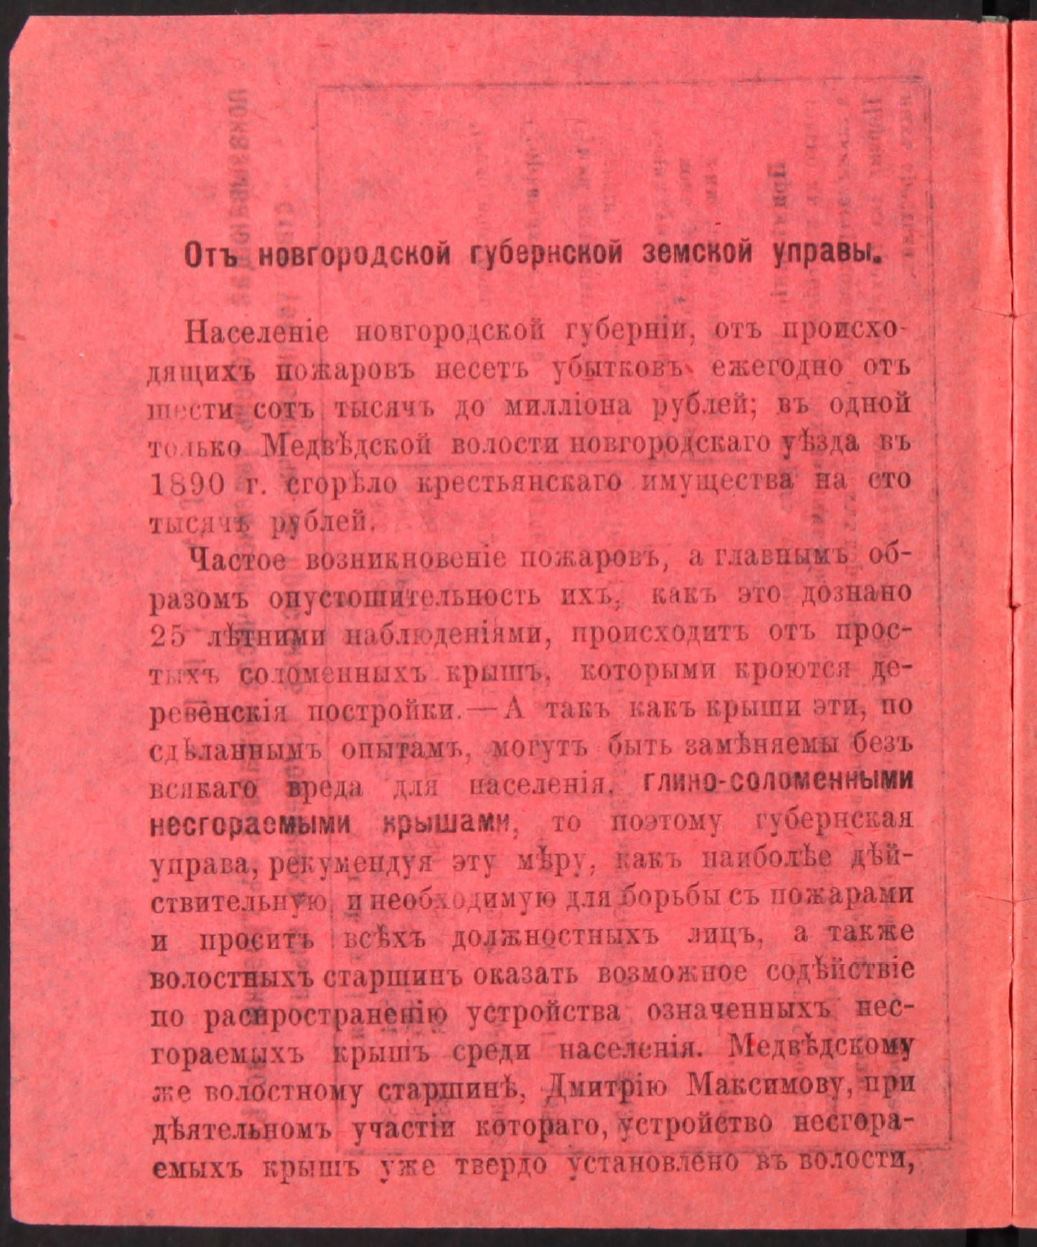 Отъ новгородской губернской земской управы.
Населеніе новгородской губерніи, отъ происхо-
дящихъ пожаровъ несетъ убытковъ ежегодно отъ
шести сотъ тысячъ до милліона рублей; въ одной
только Медвѣдской волости новгородскаго уѣзда въ
1890 г. сгорѣло крестьянскаго имущества на сто
тысячъ рублей.
Частое возникновеніе пожаровъ, а главнымъ об-
разомъ опустошительность ихъ, какъ это дознано
25 лѣтними наблюденіями, происходитъ отъ прос-
тыхъ соломенныхъ крышъ, которыми кроются де-
ревенскія постройки.—А такъ какъ крыши эти, по
сдѣланнымъ опытамъ, могутъ быть замѣняемы безъ
всякаго вреда для населенія, глино-соломенными
несгораемыми крышами, то поэтому губернская
управа, рекумендуя эту мѣру, какъ наиболѣе дѣй-
ствительную и необходимую для борьбы съ пожарами
и проситъ всѣхъ должностныхъ лицъ, а также
волостныхъ старшинъ оказать возможное содѣйствіе
по распространенію устройства означенныхъ нес-
гораемыхъ крышъ среди населенія. Медвѣдскому
же волостному старшинѣ, Дмитрію Максимову, при
дѣятельномъ участіи котораго, устройство несгора-
емыхъ крышъ уже твердо установлено въ волости,